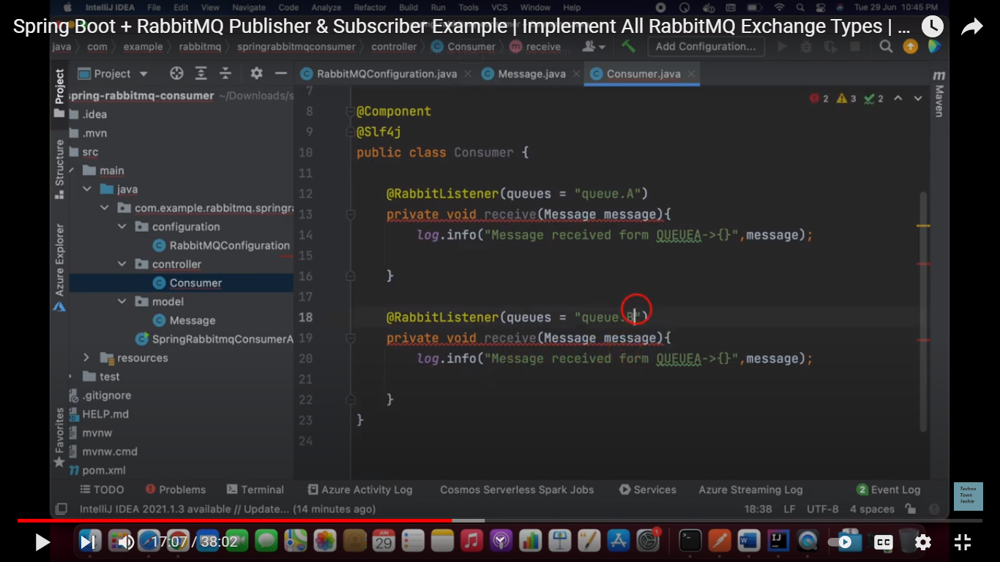 IntelliJ IDEA File Edit View Navigate Code Analyze Refactor Build Run Tools VCS Window Help Tue 29 Jun 10:45 PM
Spring Boot + RabbitMQ Publisher & Subscriber Example | Implement All RabbitMQ Exchange Types | ...
java com example rabbitmq springrabbitmqconsumer controller Consumer receive Add Configuration...
Project RabbitMQConfiguration.java Message.java Consumer.java
Project
Structure
Azure Explorer
Favorites
m Maven
spring-rabbitmq-consumer ~/Downloads/s
.idea
.mvn
src
main
java
com.example.rabbitmq.springra
configuration
RabbitMQConfiguration
controller
Consumer
model
Message
SpringRabbitmqConsumerA
resources
test
.gitignore
HELP.md
mvnw
mvnw.cmd
pom.xml
2 3 2
7
8 @Component
9 @Slf4j
10 public class Consumer {
11
12 @RabbitListener(queues = "queue.A")
13 private void receive(Message message){
14 log.info("Message received form QUEUEA->{}",message);
15
16 }
17
18 @RabbitListener(queues = "queue.B")
19 private void receive(Message message){
20 log.info("Message received form QUEUEA->{}",message);
21
22 }
23 }
24
TODO Problems Terminal Azure Activity Log Cosmos Serverless Spark Jobs Services Azure Streaming Log 2 Event Log
IntelliJ IDEA 2021.1.3 available // Update... (14 minutes ago) 18:38 LF UTF-8 4 spaces
Techno
Town
Techie
17:07 / 38:02
JUN
29
1
CC